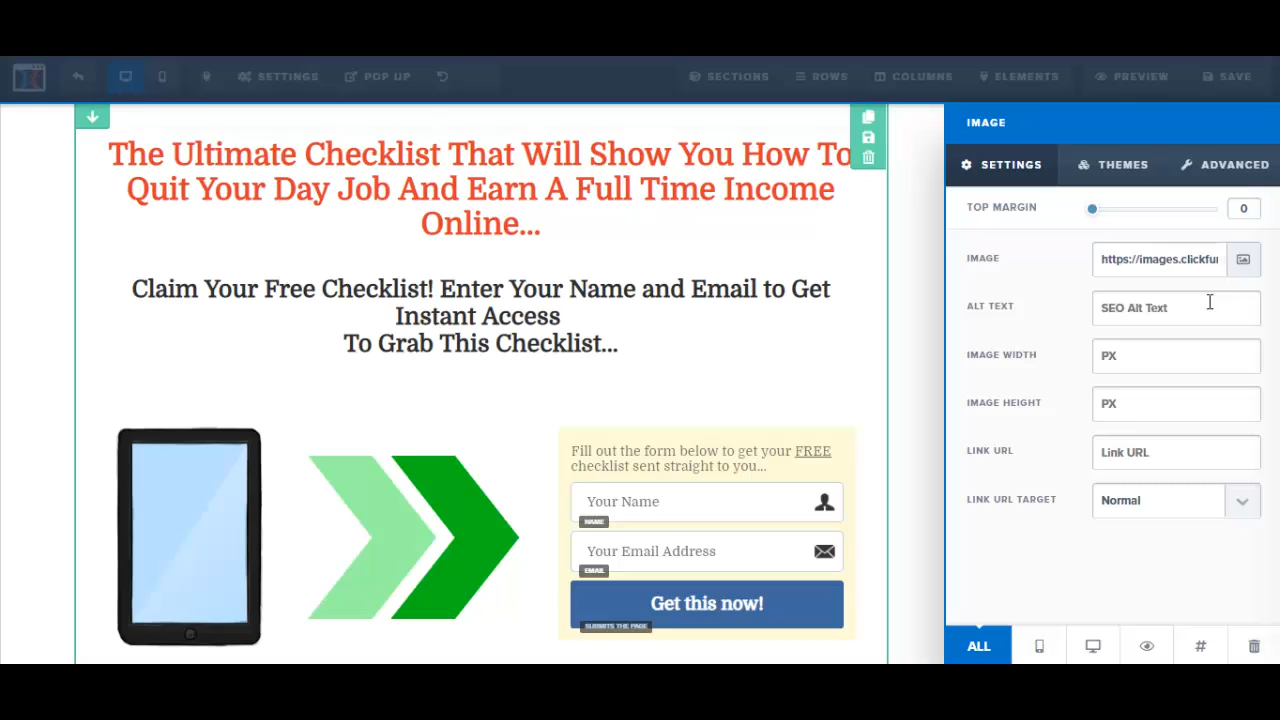 SETTINGS
POP UP
SECTIONS
ROWS
COLUMNS
ELEMENTS
PREVIEW
SAVE
The Ultimate Checklist That Will Show You How To
Quit Your Day Job And Earn A Full Time Income
Online...
Claim Your Free Checklist! Enter Your Name and Email to Get
Instant Access
To Grab This Checklist...
Fill out the form below to get your FREE
checklist sent straight to you...
Your Name
NAME
Your Email Address
EMAIL
Get this now!
SUBMITS THE PAGE
IMAGE
SETTINGS
THEMES
ADVANCED
TOP MARGIN
0
IMAGE
https://images.clickfu
ALT TEXT
SEO Alt Text
IMAGE WIDTH
PX
IMAGE HEIGHT
PX
LINK URL
Link URL
LINK URL TARGET
Normal
ALL
#